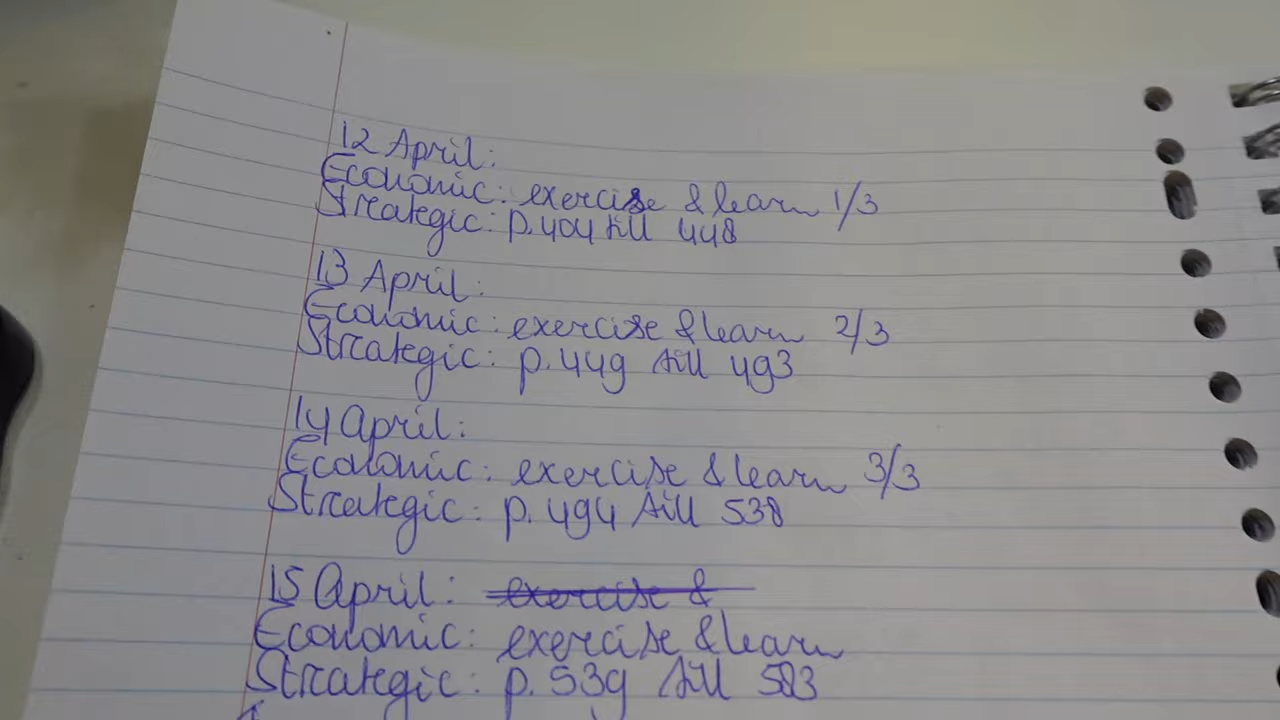 12 April:
Economic: exercise & learn 1/3
Strategic: p. 404 till 448
13 April:
Economic: exercise & learn 2/3
Strategic: p. 449 till 493
14 April:
Economic: exercise & learn 3/3
Strategic: p. 494 till 538
15 April: exercise &
Economic: exercise & learn
Strategic: p. 539 till 583